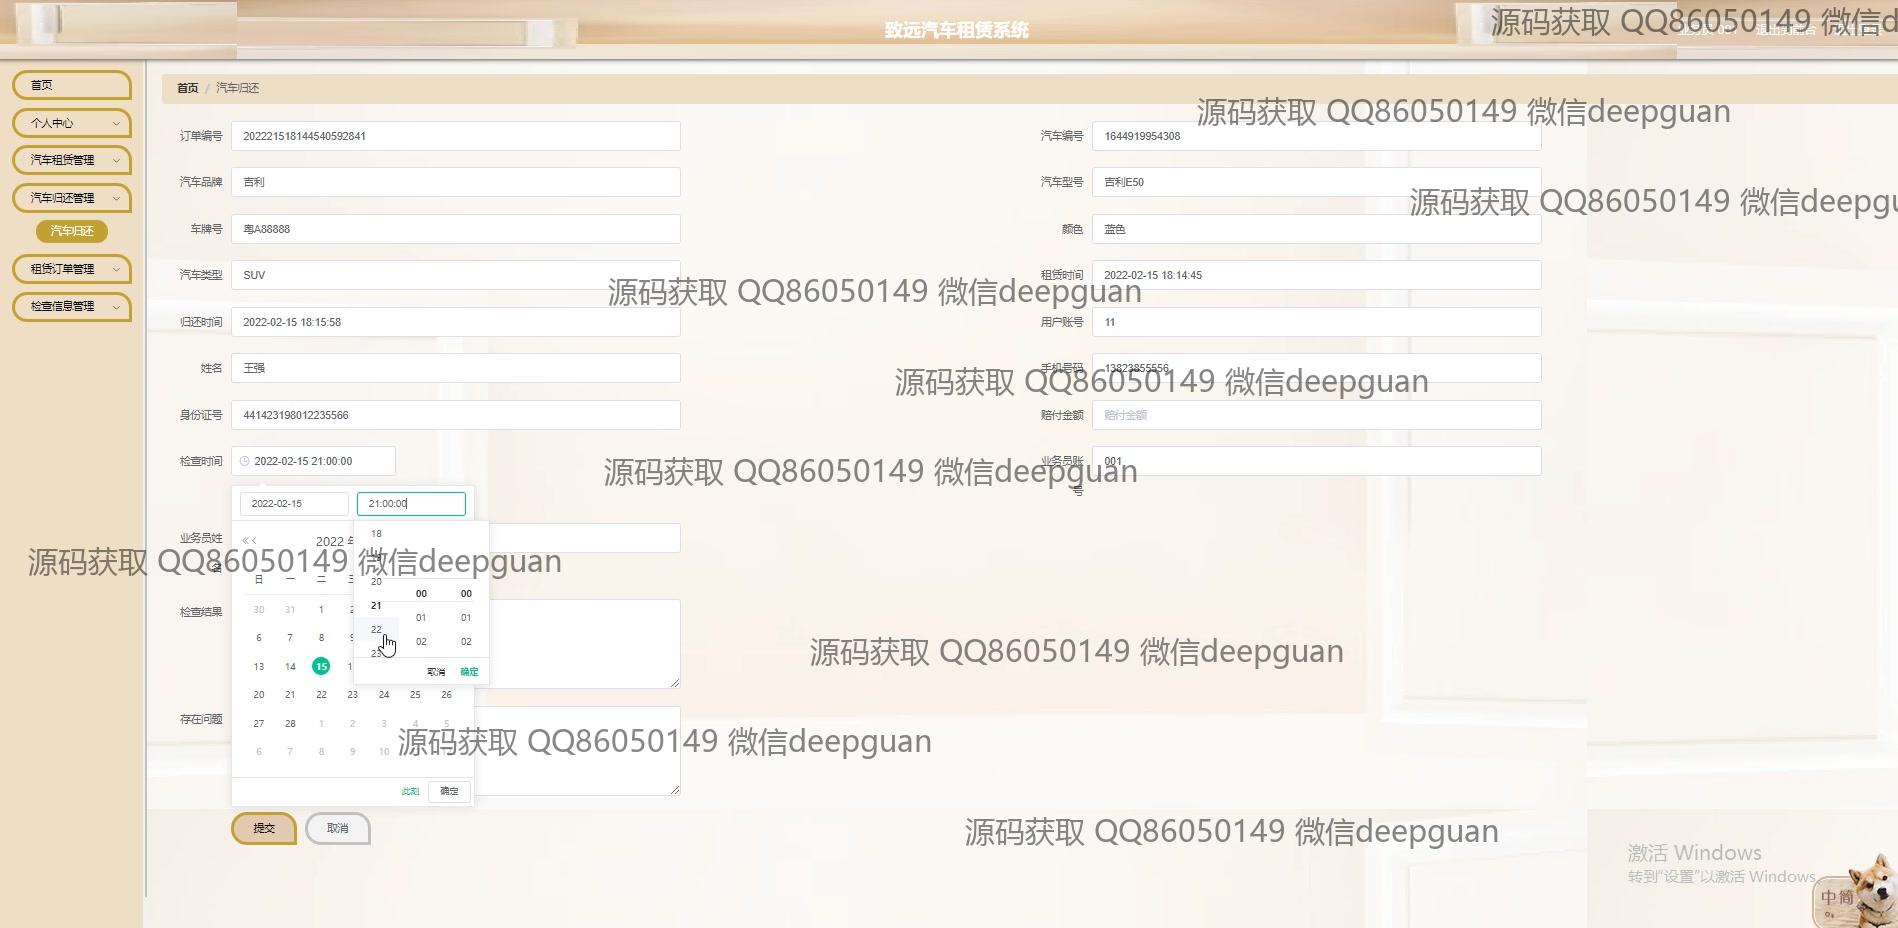 致远汽车租赁系统
源码获取 QQ86050149 微信d
退出到前台
首页
个人中心
汽车租赁管理
汽车归还管理
汽车归还
租赁订单管理
检查信息管理
首页 / 汽车归还
源码获取 QQ86050149 微信deepguan
订单编号 202221518144540592841
汽车编号 1644919954308
汽车品牌 吉利
汽车型号 吉利E50
源码获取 QQ86050149 微信deepgu
车牌号 粤A88888
颜色 蓝色
汽车类型 SUV
租赁时间 2022-02-15 18:14:45
源码获取 QQ86050149 微信deepguan
归还时间 2022-02-15 18:15:58
用户账号 11
姓名 王强
手机号码 13823855556
源码获取 QQ86050149 微信deepguan
身份证号 441423198012235566
赔付金额 赔付金额
检查时间 2022-02-15 21:00:00
业务员账号 001
源码获取 QQ86050149 微信deepguan
2022-02-15 21:00:00
业务员姓名
2022 年
源码获取 QQ86050149 微信deepguan
日 一 二 三
18
20
21 00 00
22 01 01
23 02 02
取消 确定
检查结果
30 31 1 2
6 7 8 9
13 14 15 1
20 21 22 23 24 25 26
27 28 1 2 3 4 5
6 7 8 9 10
源码获取 QQ86050149 微信deepguan
存在问题
源码获取 QQ86050149 微信deepguan
此刻 确定
提交 取消
源码获取 QQ86050149 微信deepguan
激活 Windows
转到“设置”以激活 Windows
中简